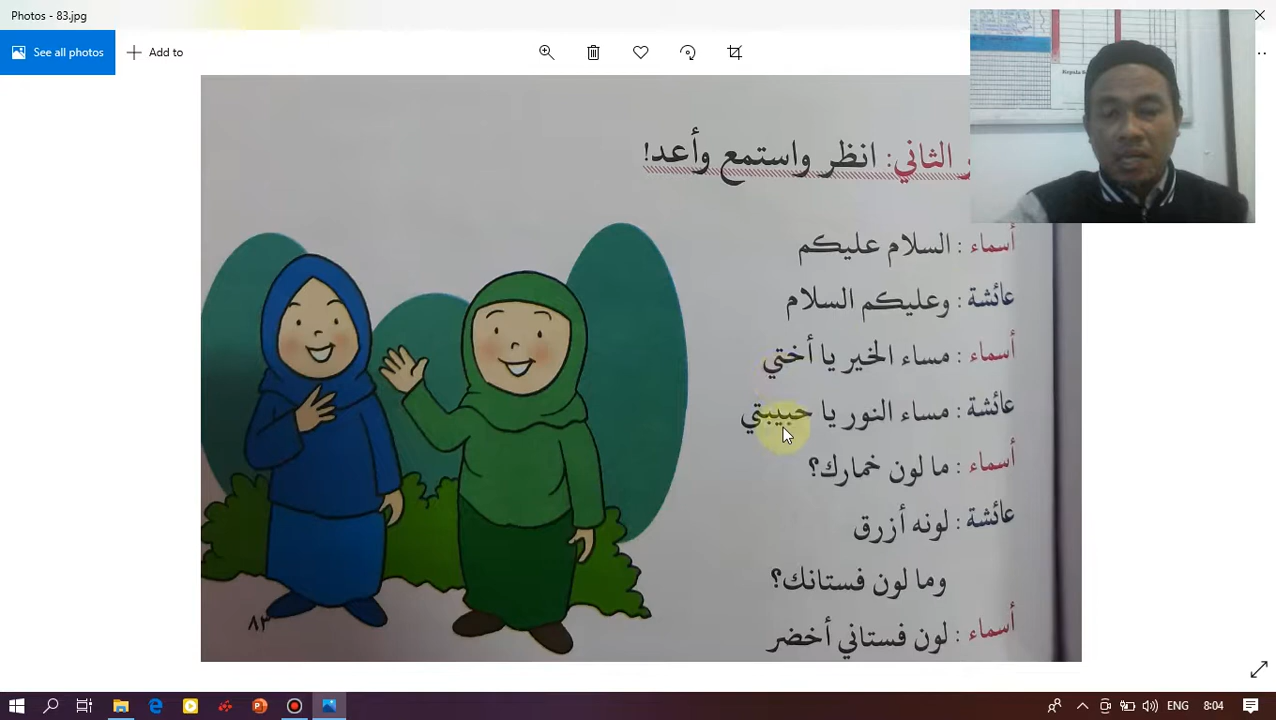 Photos - 83.jpg
See all photos
Add to
Kepala
الثاني: انظر واستمع وأعد!
أسماء : السلام عليكم
عائشة : وعليكم السلام
أسماء : مساء الخير يا أختي
عائشة : مساء النور يا حبيبتي
أسماء : ما لون خمارك؟
عائشة : لونه أزرق
وما لون فستانك؟
أسماء : لون فستاني أخضر
٨٣
ENG
8:04